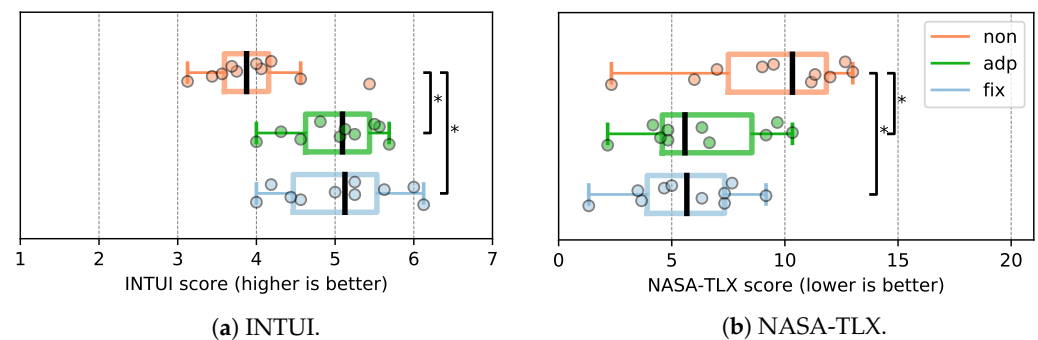 non
adp
fix
*
*
*
*
1 2 3 4 5 6 7
INTUI score (higher is better)
0 5 10 15 20
NASA-TLX score (lower is better)
(a) INTUI.
(b) NASA-TLX.